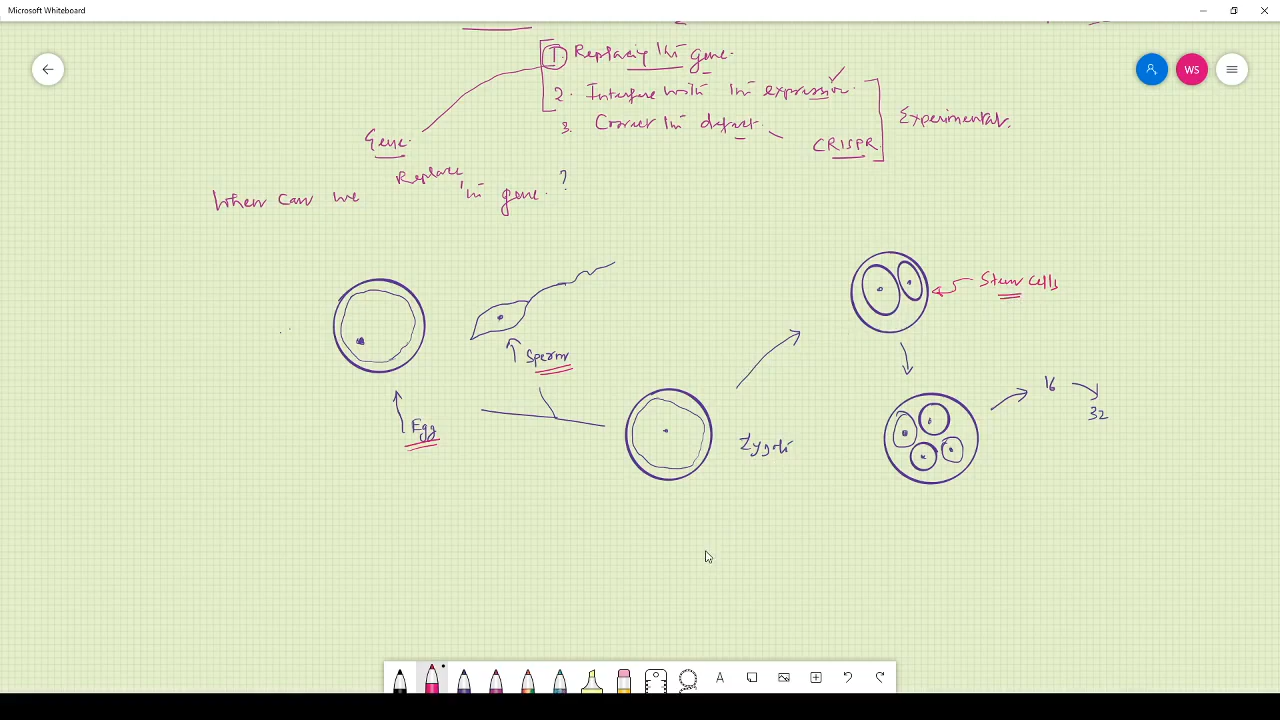 Microsoft Whiteboard
1. Replacing the gene.
2. Interfere with the expression.
3. Correct the defect.
CRISPR
Experimental.
WS
Gene.
When can we Replace the gene. ?
Stem cells
Sperm
Egg
Zygote
16
32
A